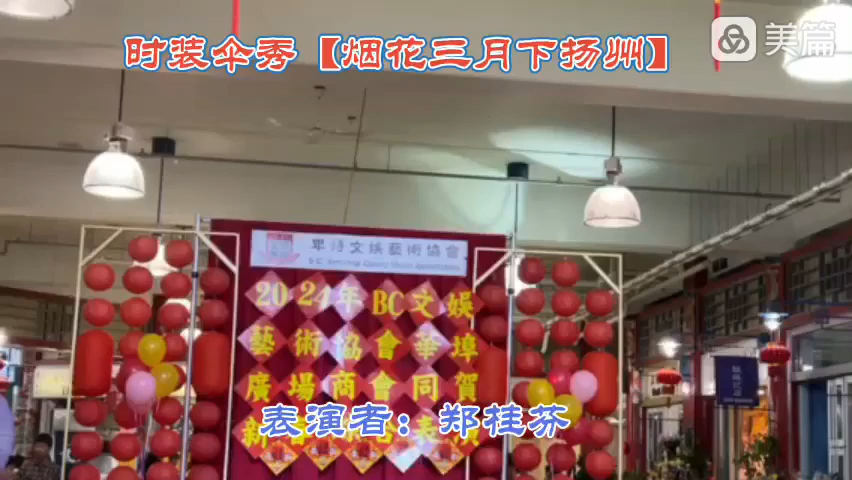 时装伞秀【烟花三月下扬州】
美篇
卑詩文娛藝術協會
2024年BC文娛
藝術協會華埠
廣場商會同賀
表演者：郑桂芬
新